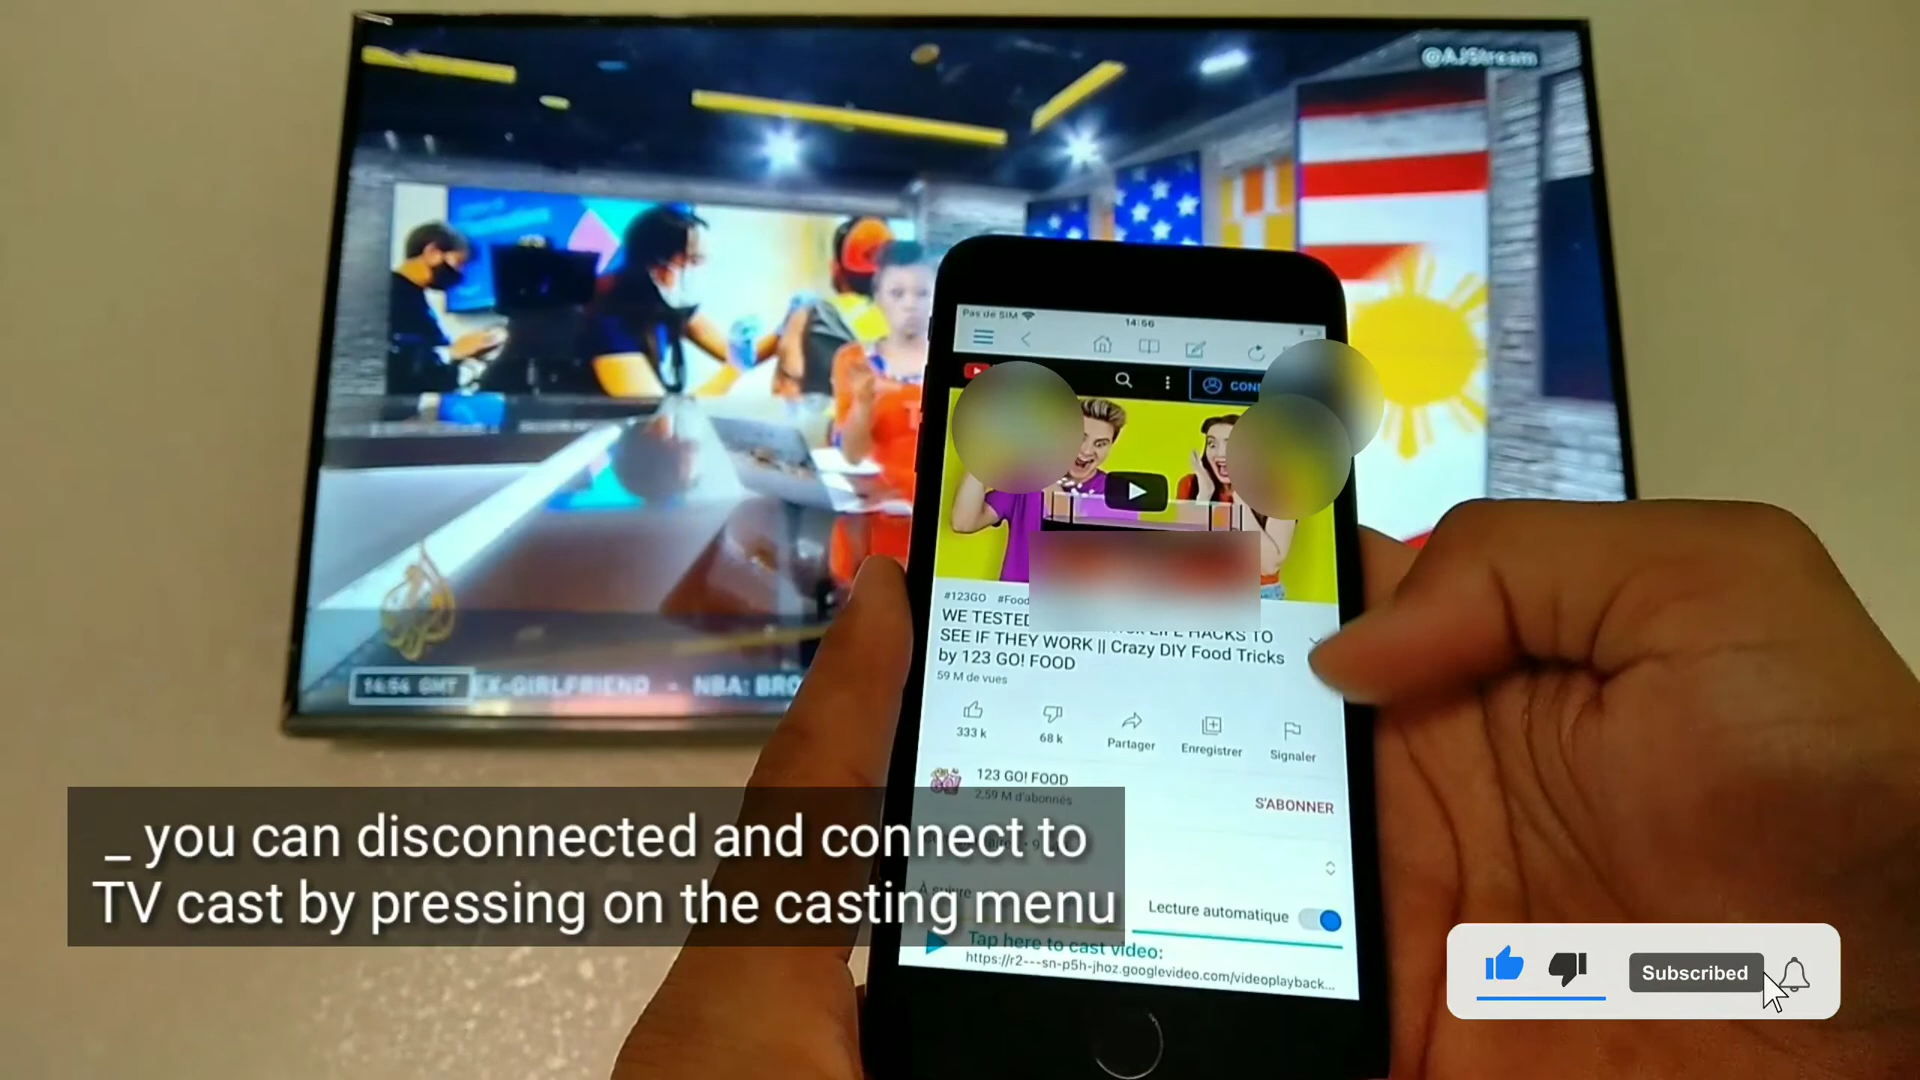 @AJStream
Pas de SIM
14:56
#123GO #Food
WE TESTED LIFE HACKS TO
SEE IF THEY WORK || Crazy DIY Food Tricks
by 123 GO! FOOD
59 M de vues
333 k
68 k
Partager
Enregistrer
Signaler
123 GO! FOOD
2,59 M d'abonnés
S'ABONNER
Lecture automatique
Tap here to cast video:
https://r2---sn-p5h-jhoz.googlevideo.com/videoplayback...
14:54 GMT
EX-GIRLFRIEND - NBA:
_ you can disconnected and connect to
TV cast by pressing on the casting menu
Subscribed